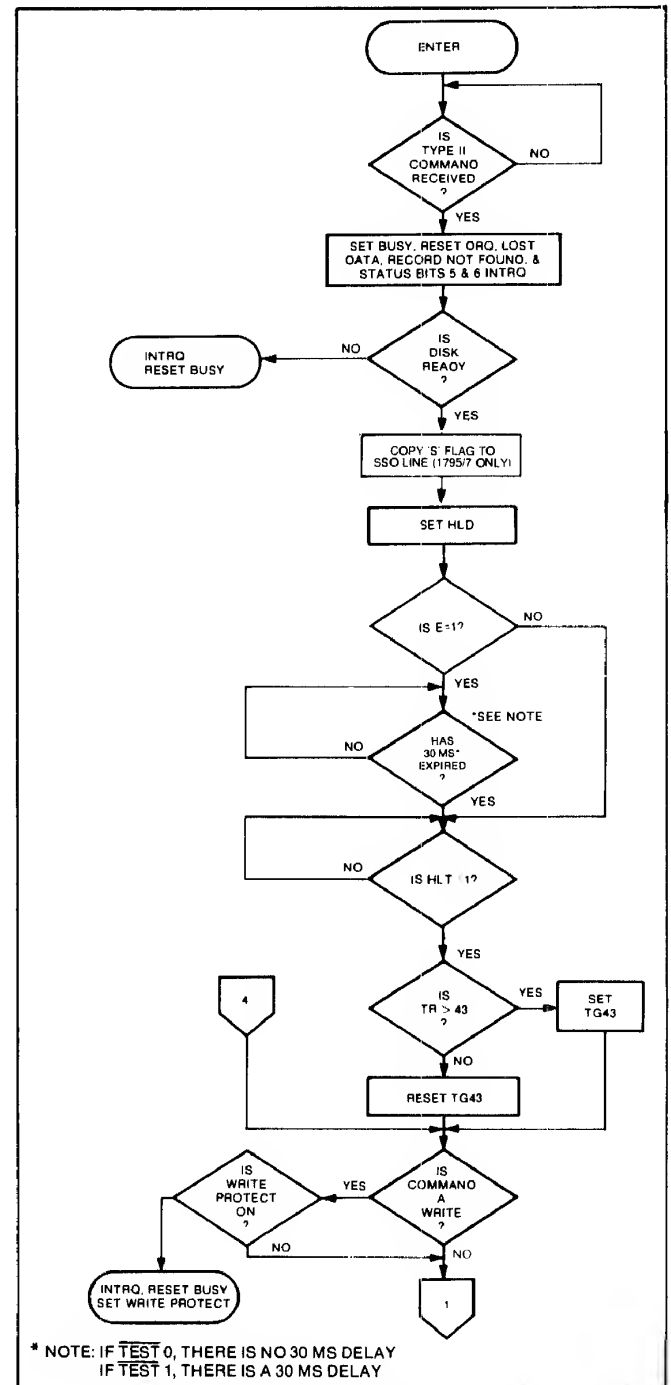 ENTER
IS
TYPE II
COMMANO
RECEIVED
?
NO
YES
SET BUSY, RESET ORQ, LOST
OATA, RECORD NOT FOUND, &
STATUS BITS 5 & 6 INTRQ
IS
DISK
REAOY
?
NO
INTRQ
RESET BUSY
YES
COPY 'S' FLAG TO
SSO LINE (1795/7 ONLY)
SET HLD
IS E=1?
NO
YES
*SEE NOTE
HAS
30 MS*
EXPIRED
?
NO
YES
IS HLT 1?
NO
YES
IS
TR > 43
?
YES
SET
TG43
4
NO
RESET TG43
IS
COMMANO
A
WRITE
?
YES
IS
WRITE
PROTECT
ON
?
NO
NO
INTRQ, RESET BUSY
SET WRITE PROTECT
1
* NOTE: IF TEST 0, THERE IS NO 30 MS DELAY
IF TEST 1, THERE IS A 30 MS DELAY